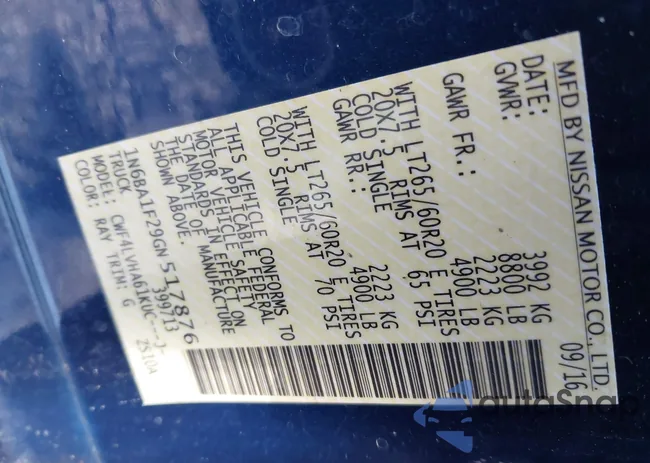 MFD BY NISSAN MOTOR CO., LTD.
DATE: 09/16
GVWR: 3992 KG
8800 LB
GAWR FR.: 2223 KG
4900 LB
WITH LT265/60R20 E TIRES
20X7.5 RIMS AT 65 PSI
COLD SINGLE
GAWR RR.: 2223 KG
4900 LB
WITH LT265/60R20 E TIRES
20X7.5 RIMS AT 70 PSI
COLD SINGLE
THIS VEHICLE CONFORMS TO
ALL APPLICABLE FEDERAL
MOTOR VEHICLE SAFETY
STANDARDS IN EFFECT ON
THE DATE OF MANUFACTURE
SHOWN ABOVE.
1N6BA1F29GN517876
TRUCK 399713
MODEL: CWF4LVHA61KUC---J-
COLOR: RAY TRIM: G 25104
autoSnap